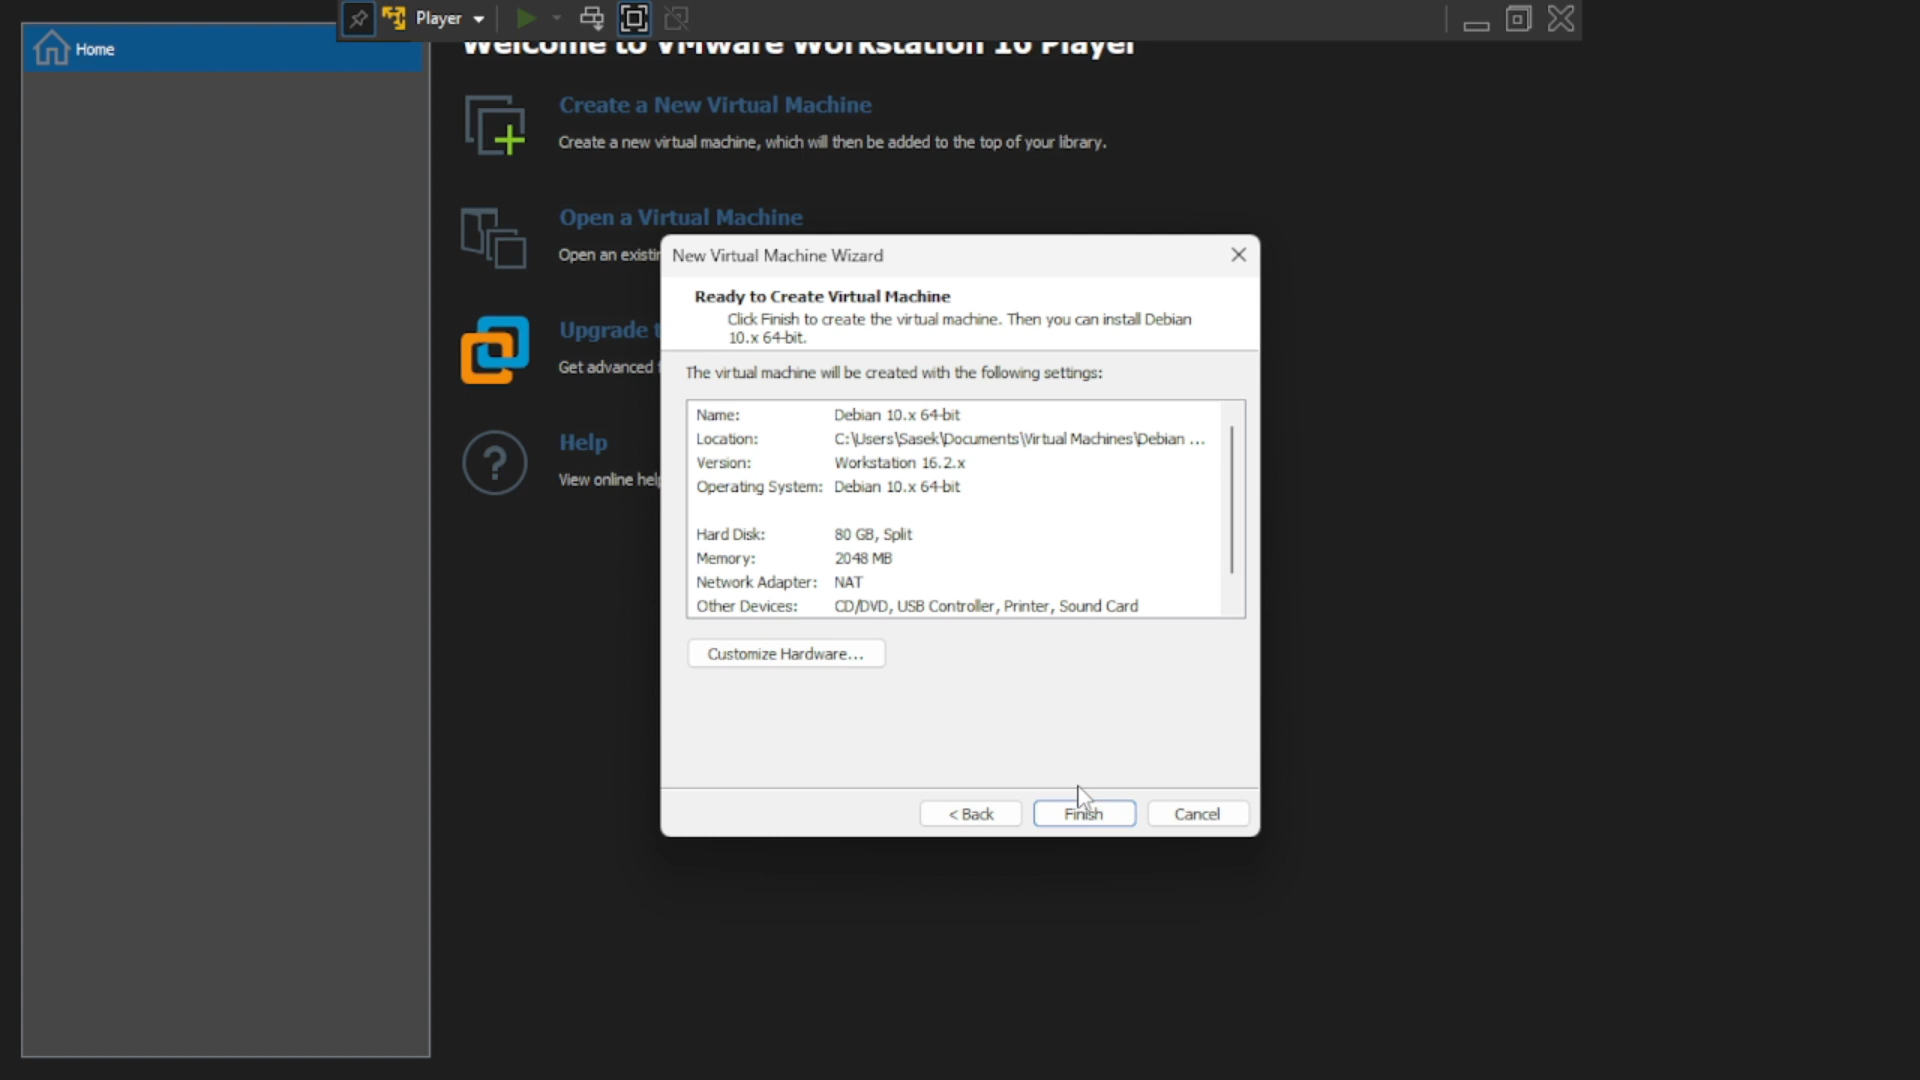 Player
Home
Welcome to VMware Workstation 16 Player
Create a New Virtual Machine
Create a new virtual machine, which will then be added to the top of your library.
Open a Virtual Machine
Open an existi
New Virtual Machine Wizard
Ready to Create Virtual Machine
Click Finish to create the virtual machine. Then you can install Debian
10.x 64-bit.
Upgrade t
Get advanced
The virtual machine will be created with the following settings:
Name: Debian 10.x 64-bit
Location: C:\Users\Sasek\Documents\Virtual Machines\Debian ...
Version: Workstation 16.2.x
Operating System: Debian 10.x 64-bit
Help
View online hel
Hard Disk: 80 GB, Split
Memory: 2048 MB
Network Adapter: NAT
Other Devices: CD/DVD, USB Controller, Printer, Sound Card
Customize Hardware...
< Back
Finish
Cancel